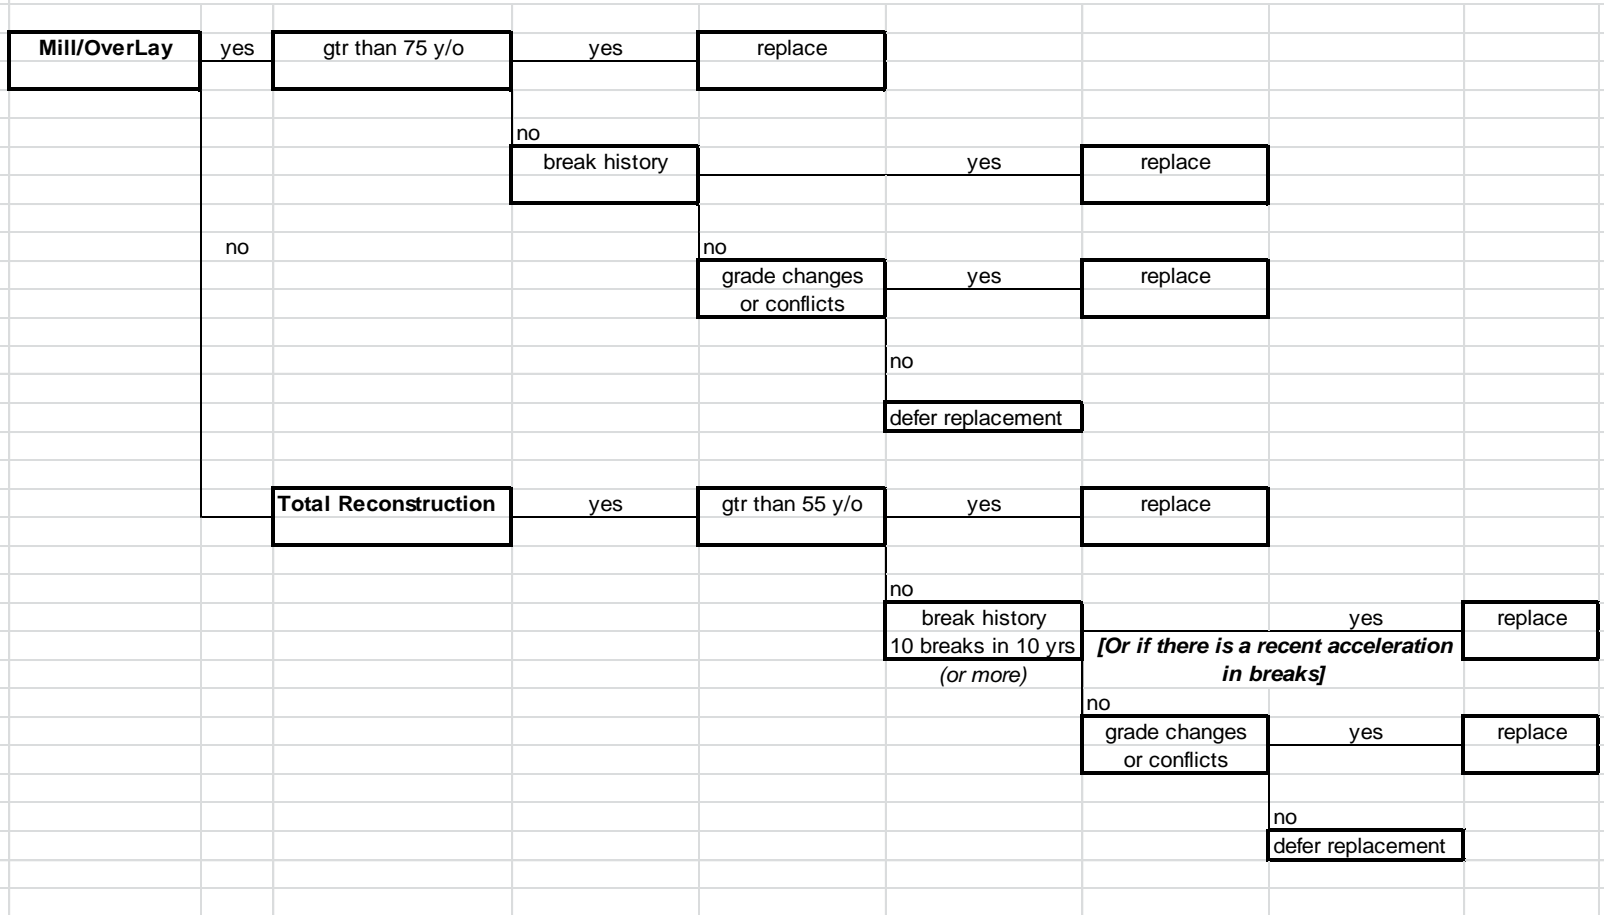 Mill/OverLay yes gtr than 75 y/o yes replace
no
break history yes replace
no no
grade changes yes replace
or conflicts
no
defer replacement
Total Reconstruction yes gtr than 55 y/o yes replace
no
break history yes replace
10 breaks in 10 yrs [Or if there is a recent acceleration
(or more) in breaks]
no
grade changes yes replace
or conflicts
no
defer replacement